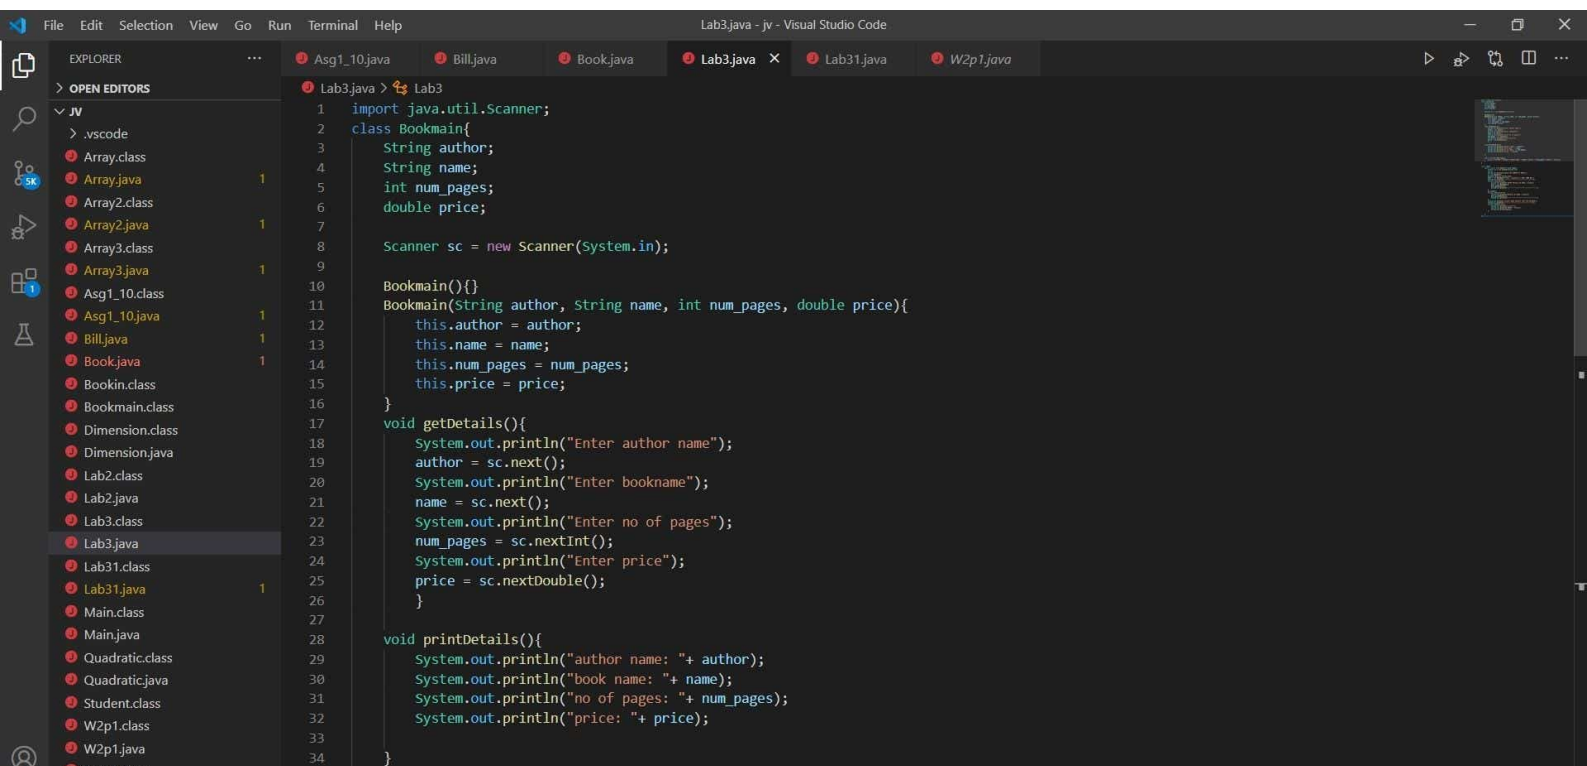 File Edit Selection View Go Run Terminal Help
Lab3.java - jv - Visual Studio Code
EXPLORER
OPEN EDITORS
JV
.vscode
Array.class
Array.java 1
Array2.class
Array2.java 1
Array3.class
Array3.java 1
Asg1_10.class
Asg1_10.java 1
Bill.java 1
Book.java 1
Bookin.class
Bookmain.class
Dimension.class
Dimension.java
Lab2.class
Lab2.java
Lab3.class
Lab3.java
Lab31.class
Lab31.java 1
Main.class
Main.java
Quadratic.class
Quadratic.java
Student.class
W2p1.class
W2p1.java
5K
1
Asg1_10.java Bill.java Book.java Lab3.java Lab31.java W2p1.java
Lab3.java > Lab3
1 import java.util.Scanner;
2 class Bookmain{
3 String author;
4 String name;
5 int num_pages;
6 double price;
7
8 Scanner sc = new Scanner(System.in);
9
10 Bookmain(){}
11 Bookmain(String author, String name, int num_pages, double price){
12 this.author = author;
13 this.name = name;
14 this.num_pages = num_pages;
15 this.price = price;
16 }
17 void getDetails(){
18 System.out.println("Enter author name");
19 author = sc.next();
20 System.out.println("Enter bookname");
21 name = sc.next();
22 System.out.println("Enter no of pages");
23 num_pages = sc.nextInt();
24 System.out.println("Enter price");
25 price = sc.nextDouble();
26 }
27
28 void printDetails(){
29 System.out.println("author name: "+ author);
30 System.out.println("book name: "+ name);
31 System.out.println("no of pages: "+ num_pages);
32 System.out.println("price: "+ price);
33
34 }